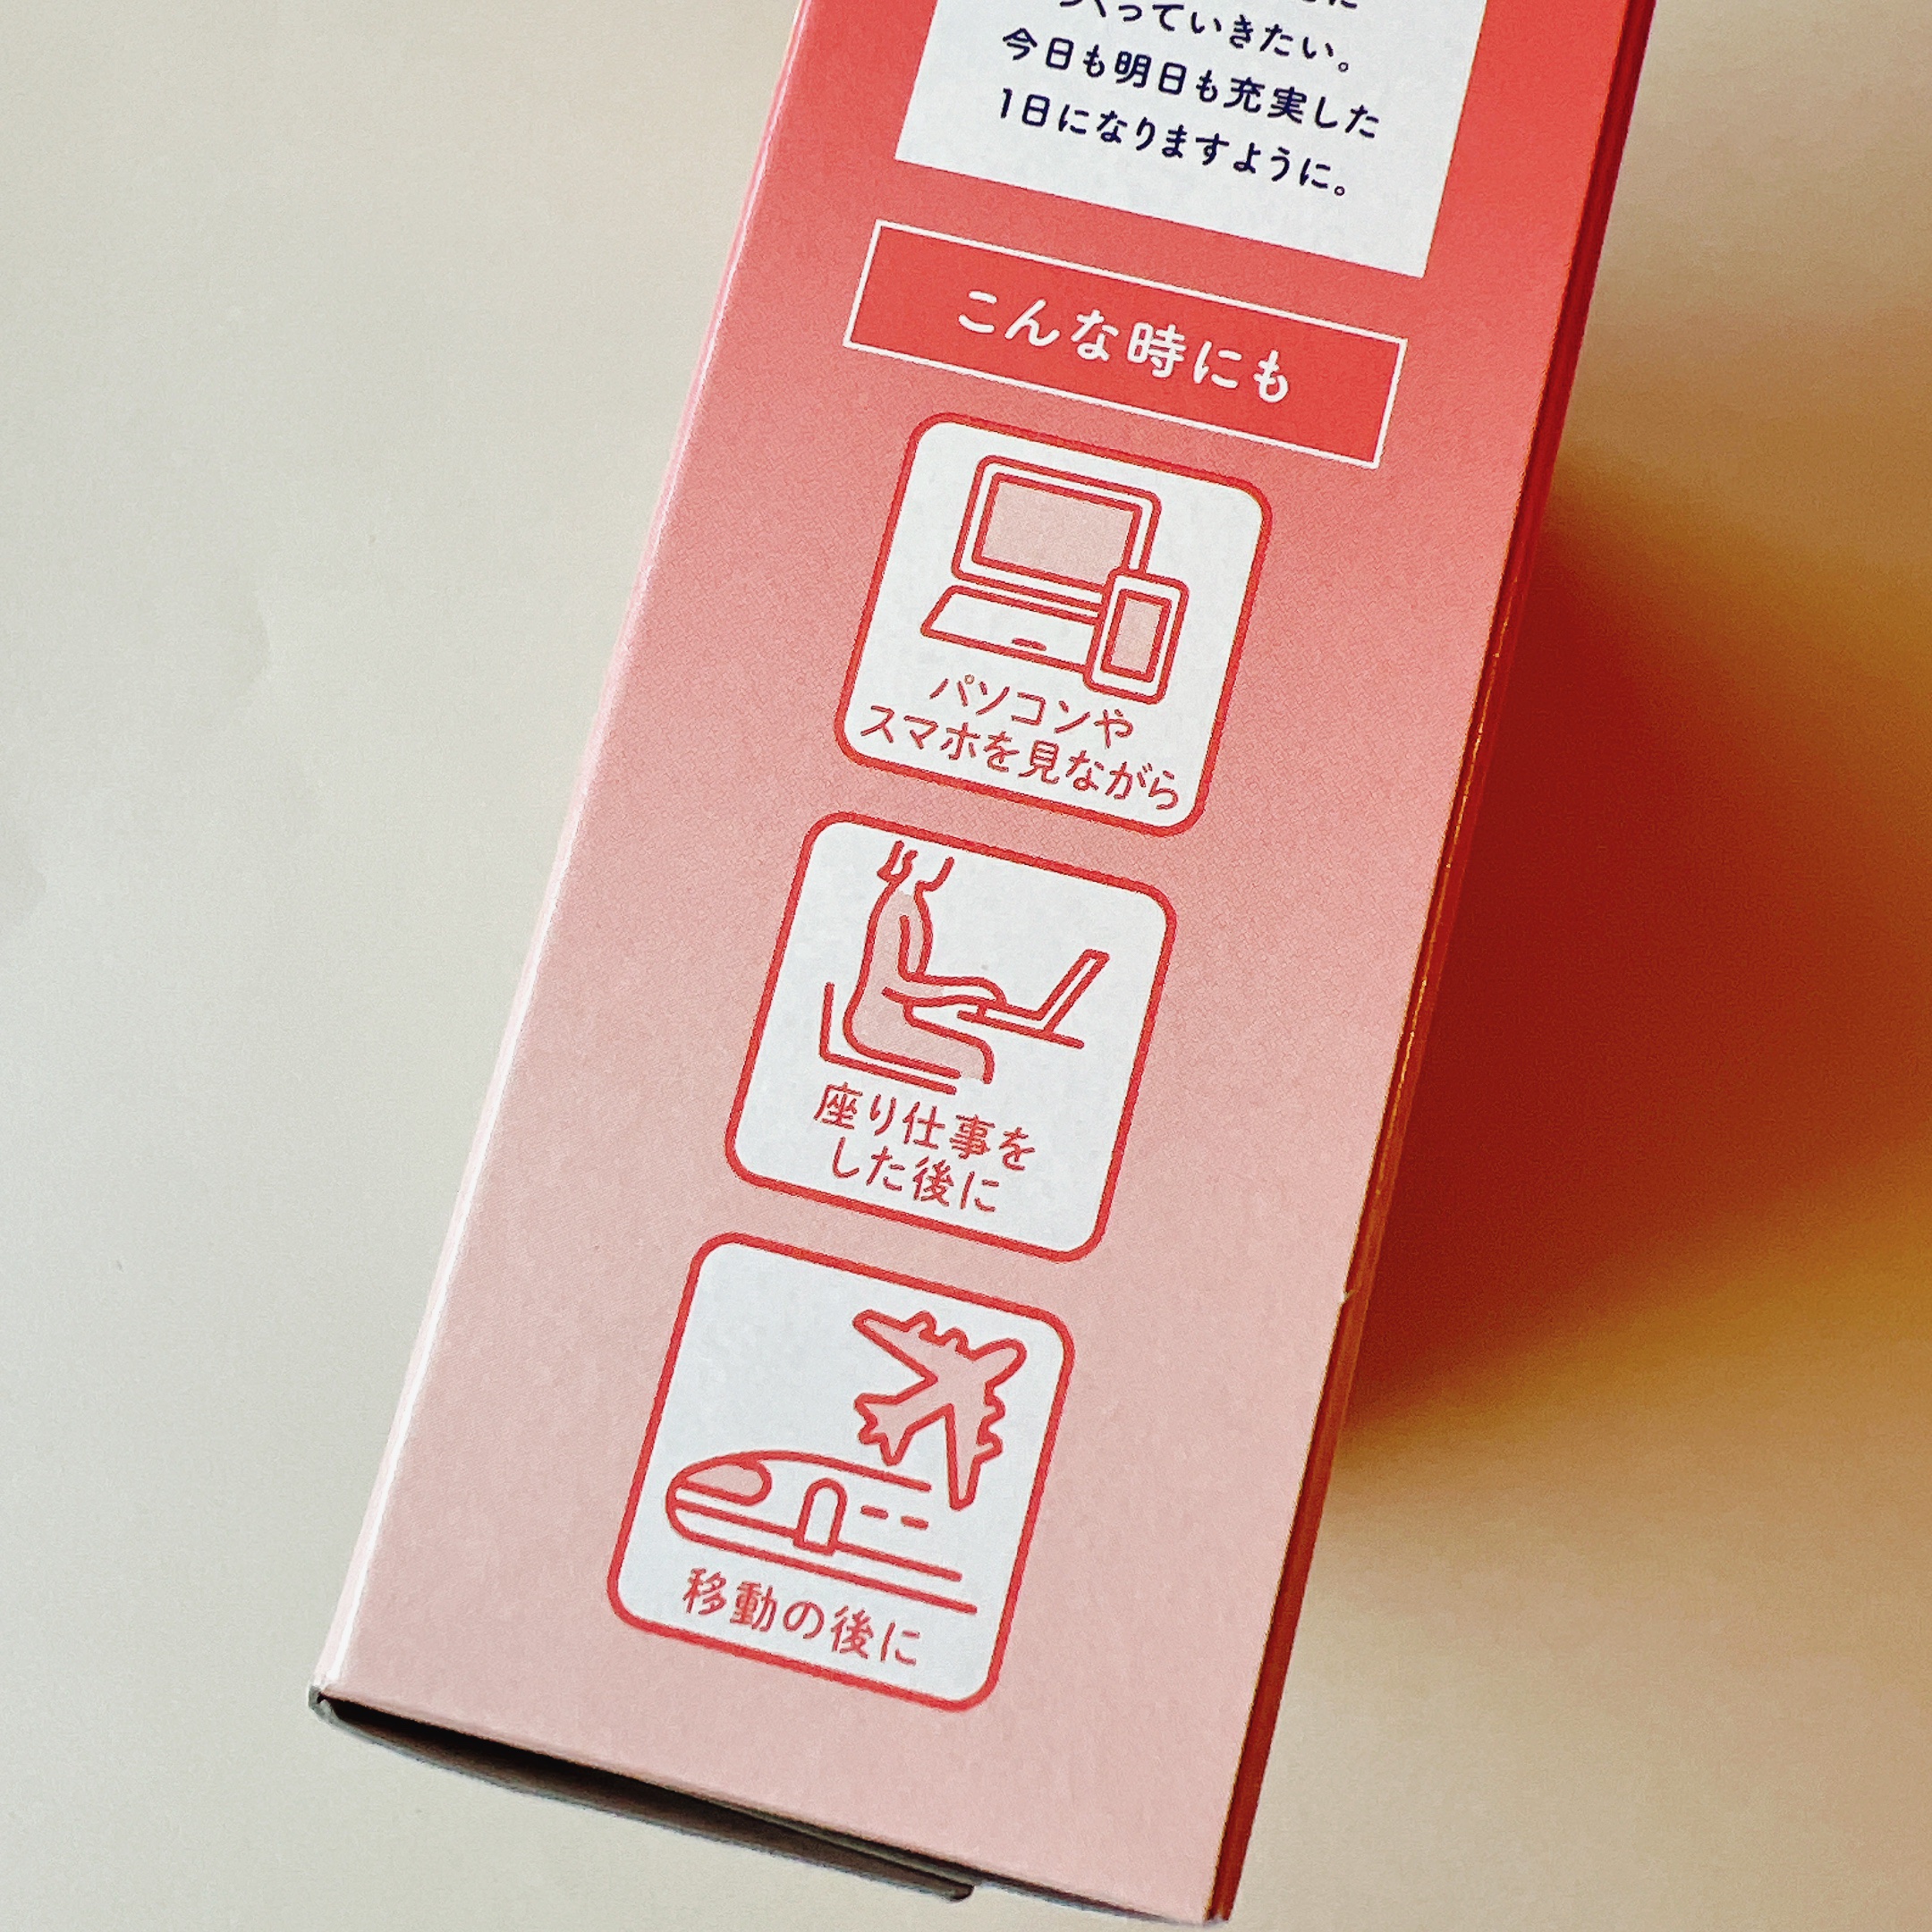 くっていきたい。
今日も明日も充実した
1日になりますように。
こんな時にも
パソコンや
スマホを見ながら
座り仕事を
した後に
移動の後に